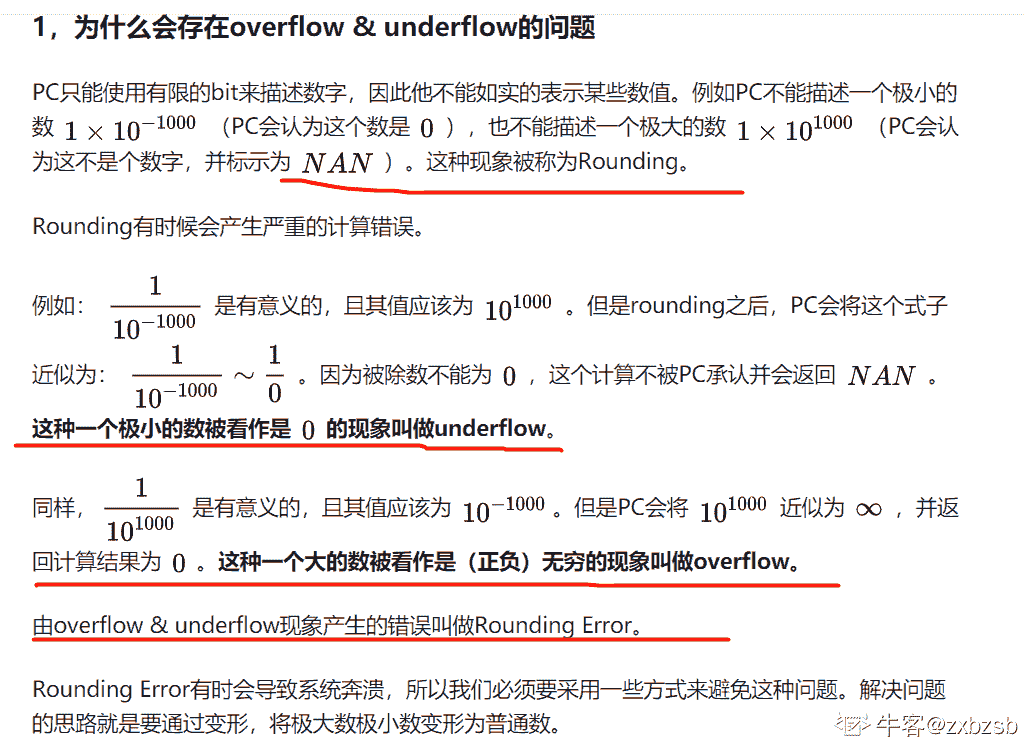 1，为什么会存在overflow & underflow的问题
PC只能使用有限的bit来描述数字，因此他不能如实的表示某些数值。例如PC不能描述一个极小的
数 1 × 10^{-1000} （PC会认为这个数是 0 ），也不能描述一个极大的数 1 × 10^{1000} （PC会认
为这不是个数字，并标示为 NAN ）。这种现象被称为Rounding。
Rounding有时候会产生严重的计算错误。
例如： \frac{1}{10^{-1000}} 是有意义的，且其值应该为 10^{1000} 。但是rounding之后，PC会将这个式子
近似为： \frac{1}{10^{-1000}} ∼ \frac{1}{0} 。因为被除数不能为 0 ，这个计算不被PC承认并会返回 NAN 。
这种一个极小的数被看作是 0 的现象叫做underflow。
同样， \frac{1}{10^{1000}} 是有意义的，且其值应该为 10^{-1000} 。但是PC会将 10^{1000} 近似为 ∞ ，并返
回计算结果为 0 。这种一个大的数被看作是（正负）无穷的现象叫做overflow。
由overflow & underflow现象产生的错误叫做Rounding Error。
Rounding Error有时会导致系统奔溃，所以我们必须要采用一些方式来避免这种问题。解决问题
的思路就是要通过变形，将极大数极小数变形为普通数。
牛客@zxbzsb